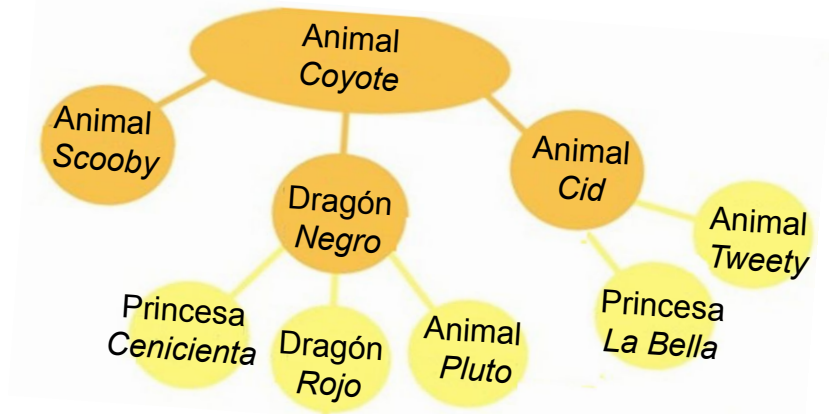 Animal
Coyote
Animal
Scooby
Dragón
Negro
Animal
Cid
Animal
Tweety
Princesa
Cenicienta
Dragón
Rojo
Animal
Pluto
Princesa
La Bella